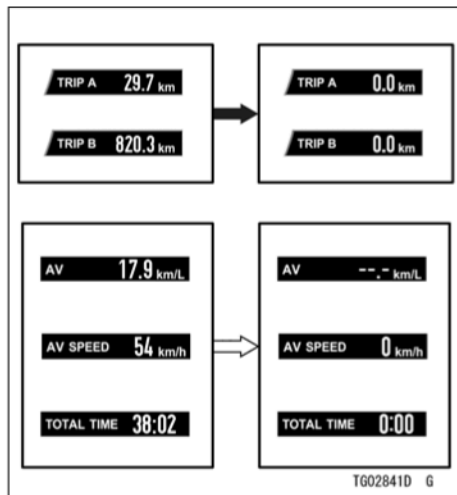 TRIP A 29.7 km
TRIP B 820.3 km
TRIP A 0.0 km
TRIP B 0.0 km
AV 17.9 km/L
AV SPEED 54 km/h
TOTAL TIME 38:02
AV --.- km/L
AV SPEED 0 km/h
TOTAL TIME 0:00
TG02841D G